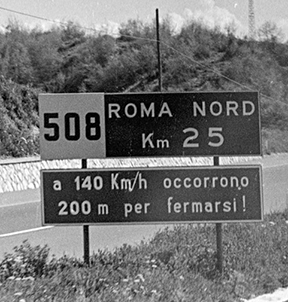 508
ROMA NORD
Km 25
a 140 Km/h occorrono
200 m per fermarsi!